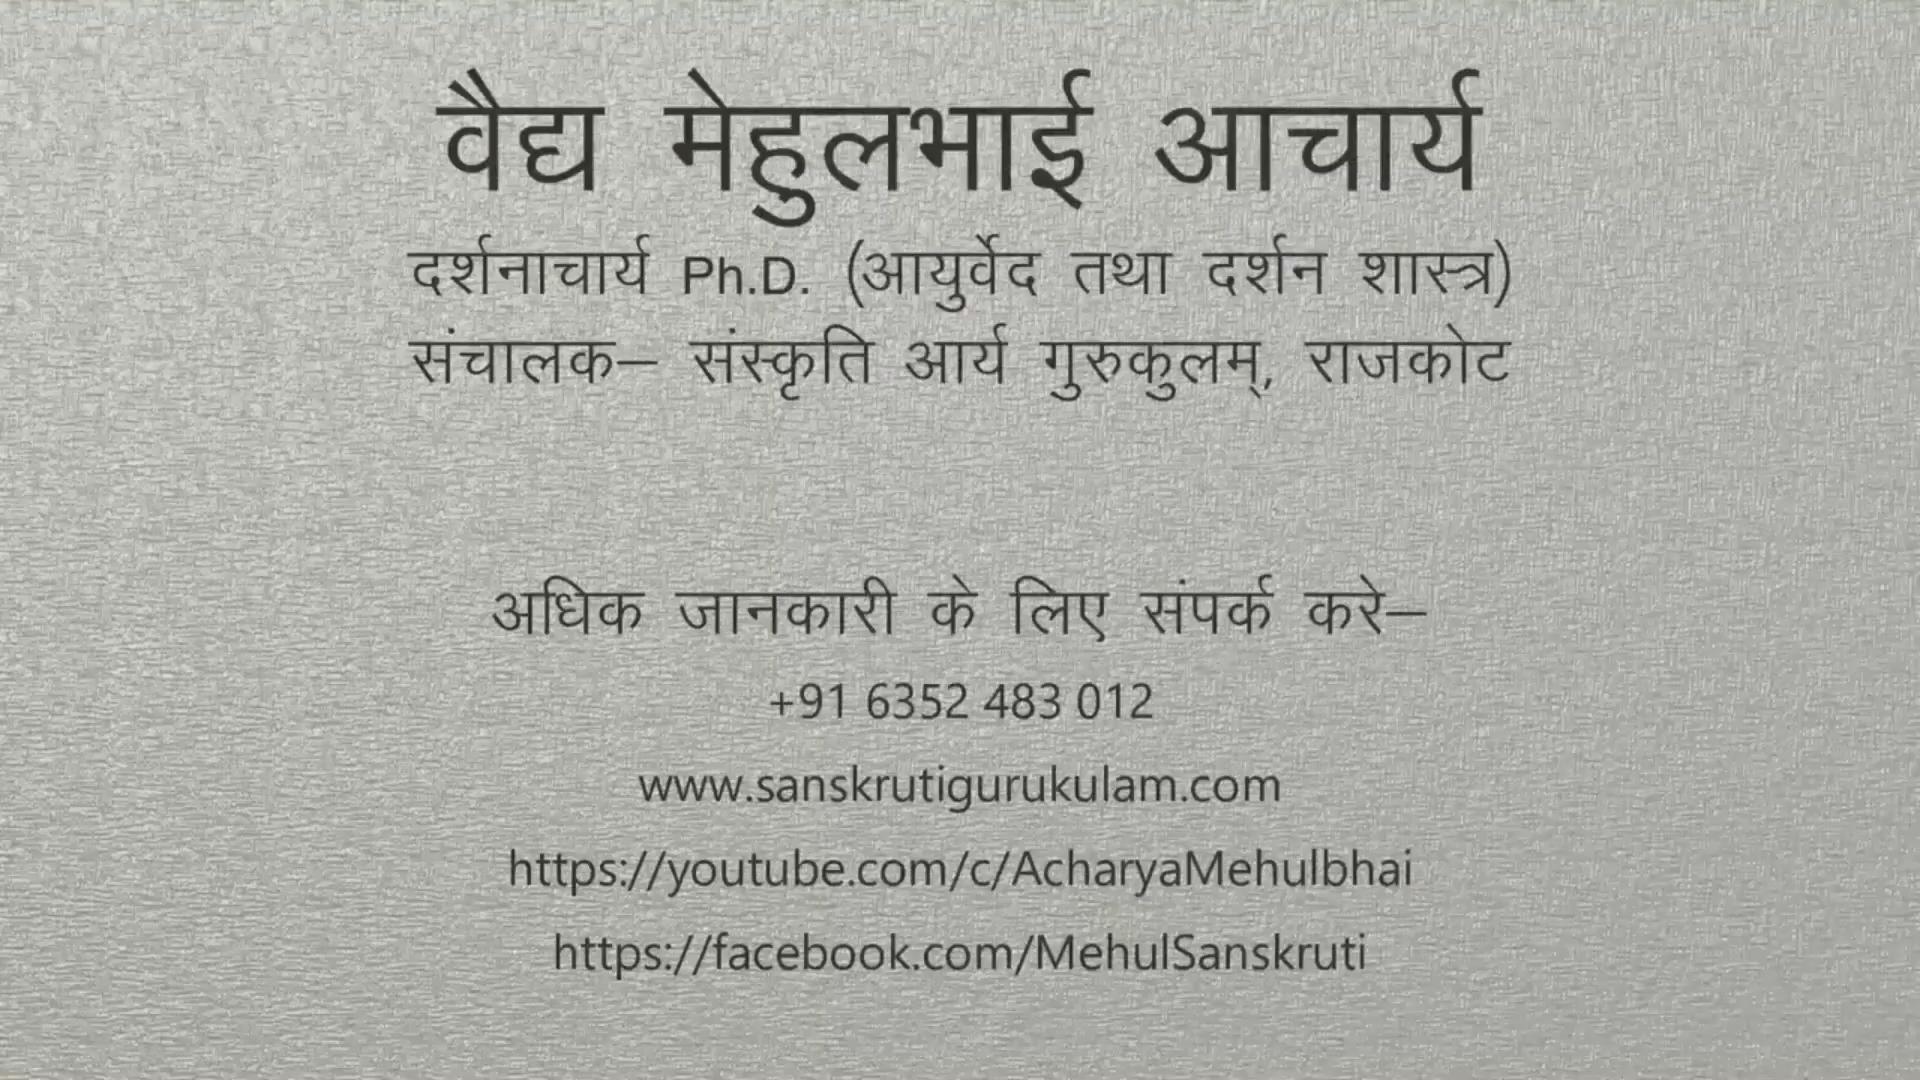 वैद्य मेहुलभाई आचार्य
दर्शनाचार्य Ph.D. (आयुर्वेद तथा दर्शन शास्त्र)
संचालक– संस्कृति आर्य गुरुकुलम्, राजकोट
अधिक जानकारी के लिए संपर्क करे–
+91 6352 483 012
www.sanskrutigurukulam.com
https://youtube.com/c/AcharyaMehulbhai
https://facebook.com/MehulSanskruti